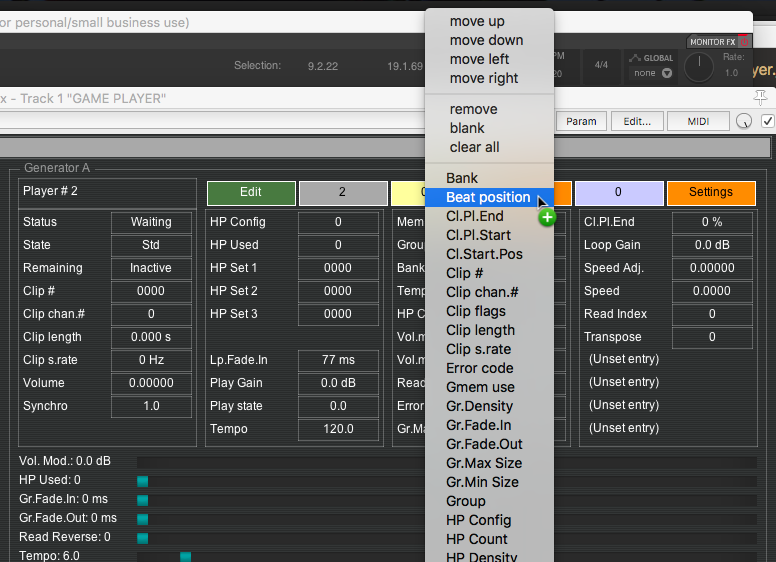 or personal/small business use)
MONITOR FX
Selection:
9.2.22
19.1.69
PM
20
4/4
GLOBAL
none
Rate:
1.0
yer.
x - Track 1 "GAME PLAYER"
Param
Edit...
MIDI
Generator A
Player # 2
Edit
2
0
Settings
Status
Waiting
State
Std
Remaining
Inactive
Clip #
0000
Clip chan.#
0
Clip length
0.000 s
Clip s.rate
0 Hz
Volume
0.00000
Synchro
1.0
HP Config
0
HP Used
0
HP Set 1
0000
HP Set 2
0000
HP Set 3
0000
Lp.Fade.In
77 ms
Play Gain
0.0 dB
Play state
0.0
Tempo
120.0
Mem
Grou
Bank
Temp
HP C
Vol.m
Vol.m
Read
Error
Gr.Ma
move up
move down
move left
move right
remove
blank
clear all
Bank
Beat position
Cl.Pl.End
Cl.Pl.Start
Cl.Start.Pos
Clip #
Clip chan.#
Clip flags
Clip length
Clip s.rate
Error code
Gmem use
Gr.Density
Gr.Fade.In
Gr.Fade.Out
Gr.Max Size
Gr.Min Size
Group
HP Config
HP Count
HP Density
Cl.Pl.End
0 %
Loop Gain
0.0 dB
Speed Adj.
0.00000
Speed
0.0000
Read Index
0
Transpose
0
(Unset entry)
(Unset entry)
(Unset entry)
(Unset entry)
Vol. Mod.: 0.0 dB
HP Used: 0
Gr.Fade.In: 0 ms
Gr.Fade.Out: 0 ms
Read Reverse: 0
Tempo: 6.0